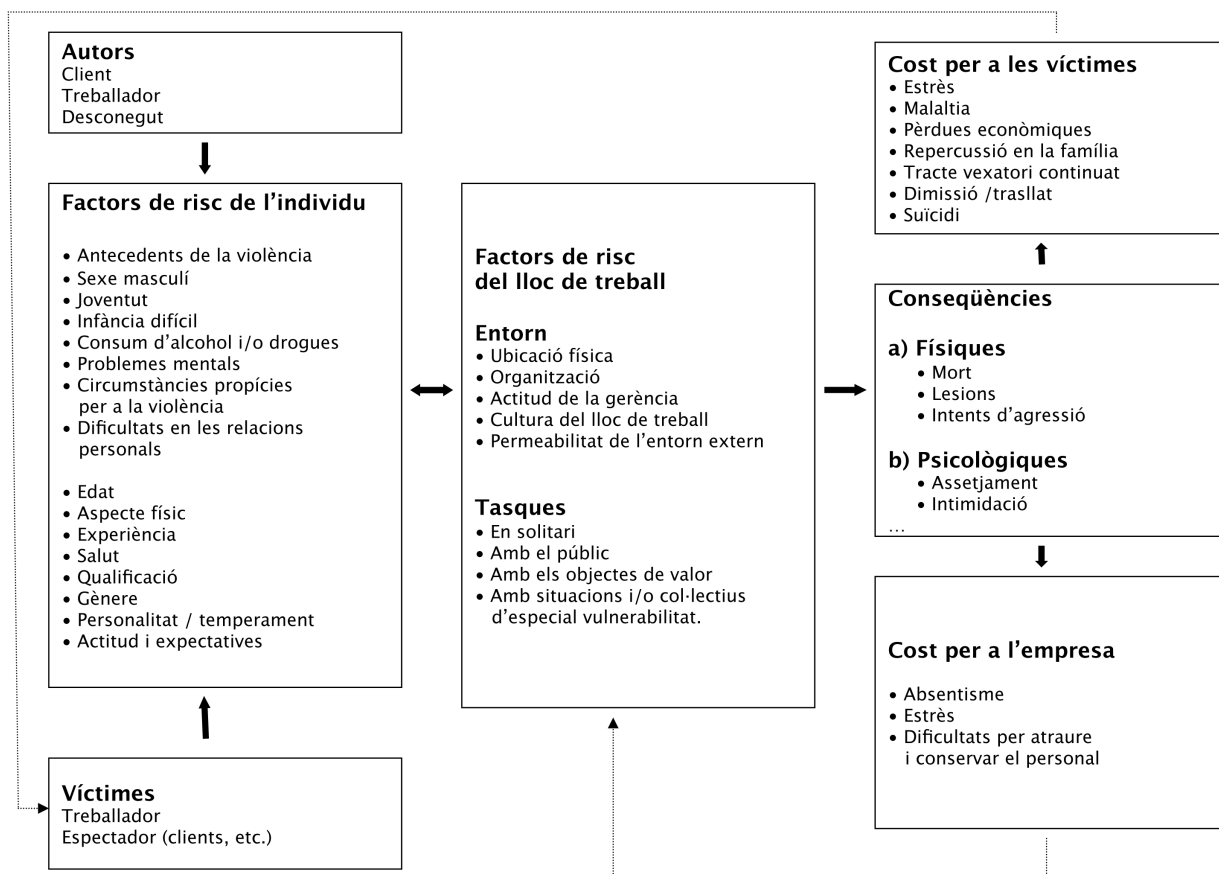 Autors
Client
Treballador
Desconegut
Factors de risc de l’individu
• Antecedents de la violència
• Sexe masculí
• Joventut
• Infància difícil
• Consum d’alcohol i/o drogues
• Problemes mentals
• Circumstàncies propícies
per a la violència
• Dificultats en les relacions
personals
• Edat
• Aspecte físic
• Experiència
• Salut
• Qualificació
• Gènere
• Personalitat / temperament
• Actitud i expectatives
Víctimes
Treballador
Espectador (clients, etc.)
Factors de risc
del lloc de treball
Entorn
• Ubicació física
• Organització
• Actitud de la gerència
• Cultura del lloc de treball
• Permeabilitat de l’entorn extern
Tasques
• En solitari
• Amb el públic
• Amb els objectes de valor
• Amb situacions i/o col·lectius
d’especial vulnerabilitat.
Cost per a les víctimes
• Estrès
• Malaltia
• Pèrdues econòmiques
• Repercussió en la família
• Tracte vexatori continuat
• Dimissió /trasllat
• Suïcidi
Conseqüències
a) Físiques
• Mort
• Lesions
• Intents d’agressió
b) Psicològiques
• Assetjament
• Intimidació
…
Cost per a l’empresa
• Absentisme
• Estrès
• Dificultats per atraure
i conservar el personal